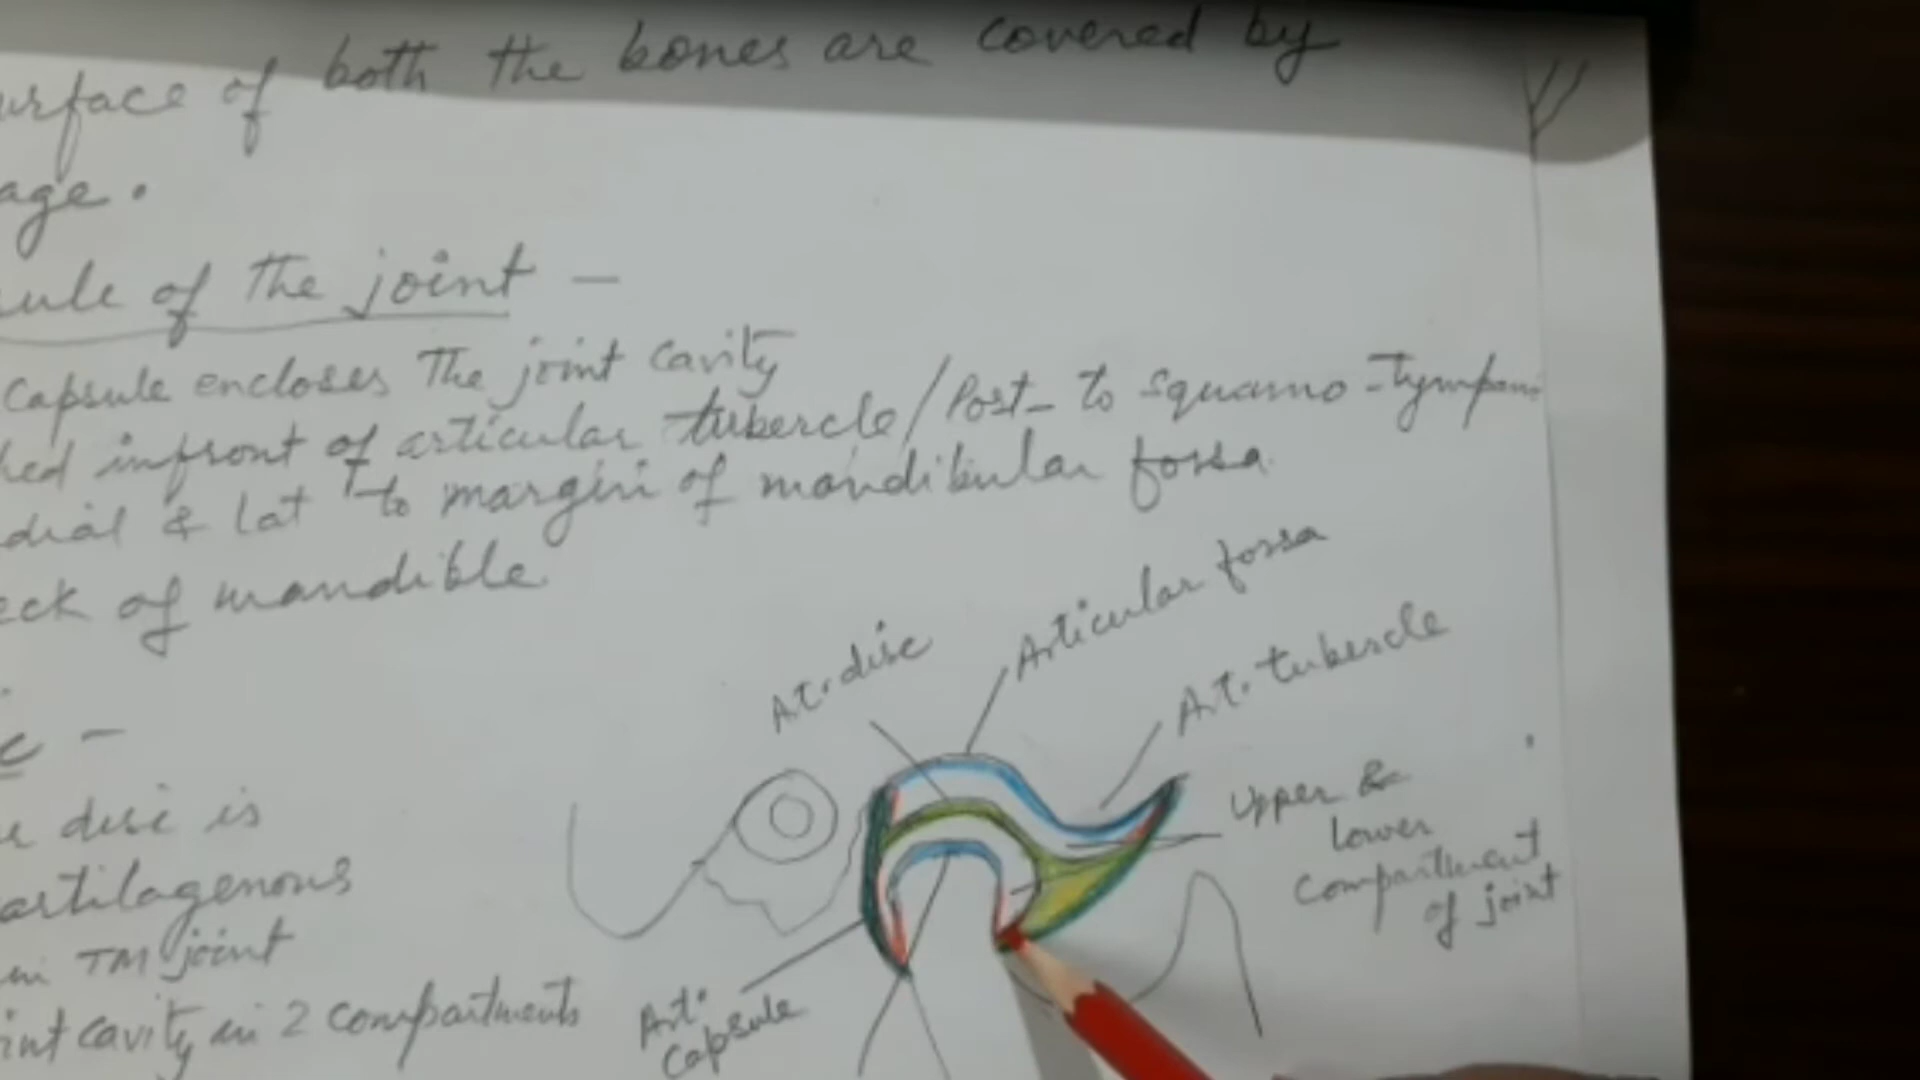 urface of both the bones are covered by
age.
ule of the joint –
capsule encloses The joint cavity
hed infront of articular tubercle / Post- to squamo-tympani
dial & lat to margin of mandibular fossa.
eck of mandible
c –
disc is
artilagenous
in TM joint
int cavity in 2 compartments
Art. disc
Articular fossa
Art. tubercle
Upper &
lower
Compartment
of joint
Art.
Capsule